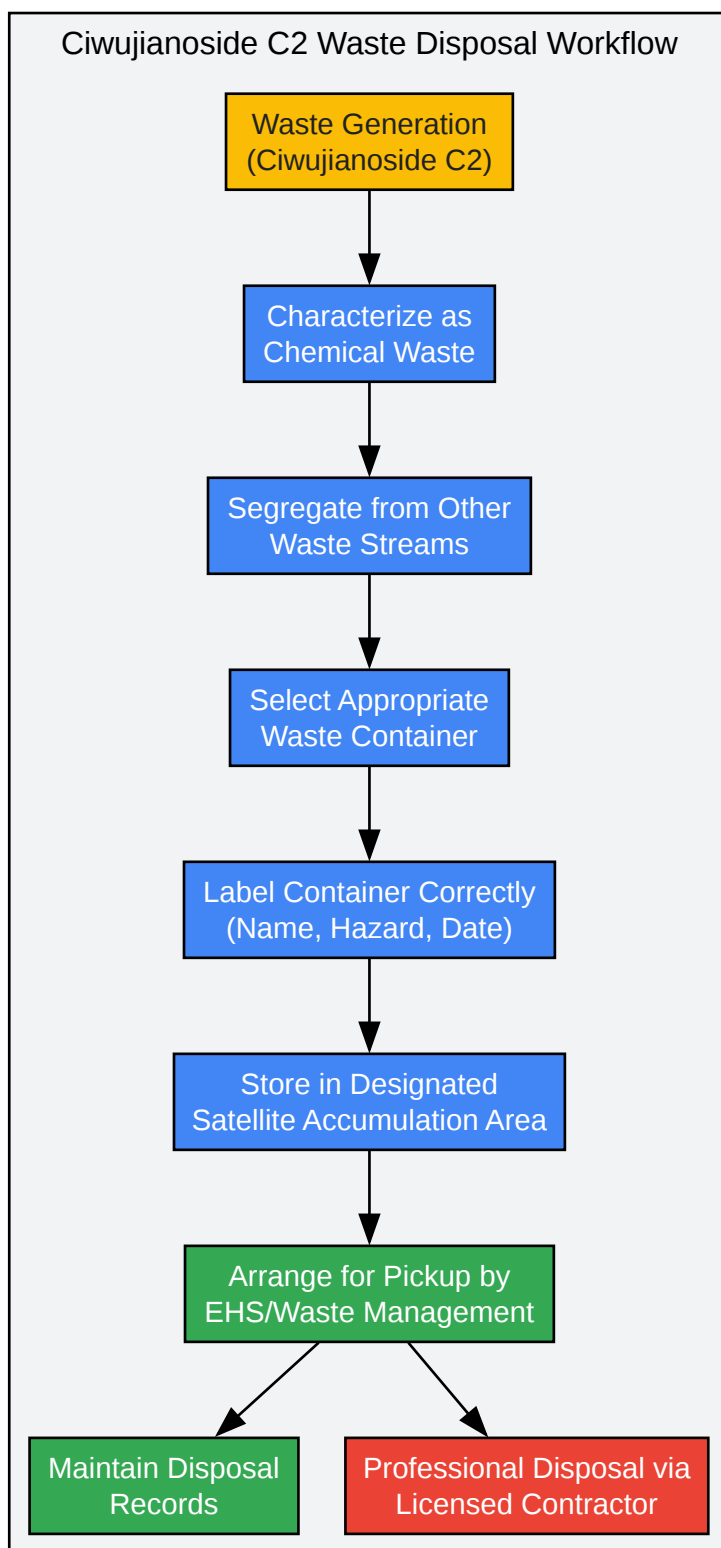 Ciwujianoside C2 Waste Disposal Workflow
Waste Generation
(Ciwujianoside C2)
Characterize as
Chemical Waste
Segregate from Other
Waste Streams
Select Appropriate
Waste Container
Label Container Correctly
(Name, Hazard, Date)
Store in Designated
Satellite Accumulation Area
Arrange for Pickup by
EHS/Waste Management
Maintain Disposal
Records
Professional Disposal via
Licensed Contractor